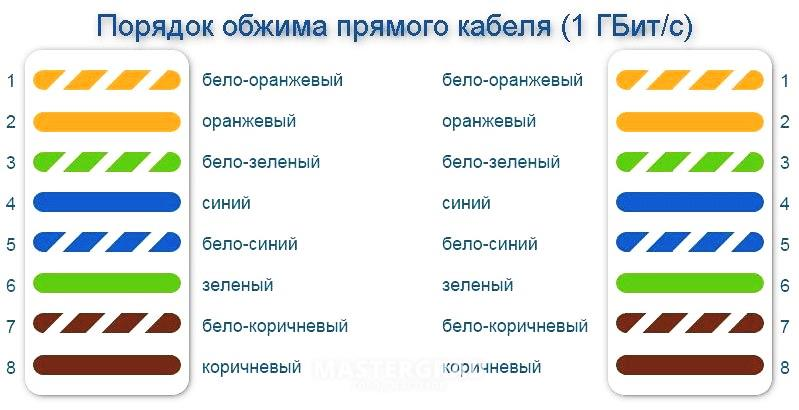 Порядок обжима прямого кабеля (1 ГБит/с)
1 бело-оранжевый бело-оранжевый 1
2 оранжевый оранжевый 2
3 бело-зеленый бело-зеленый 3
4 синий синий 4
5 бело-синий бело-синий 5
6 зеленый зеленый 6
7 бело-коричневый бело-коричневый 7
8 коричневый коричневый 8